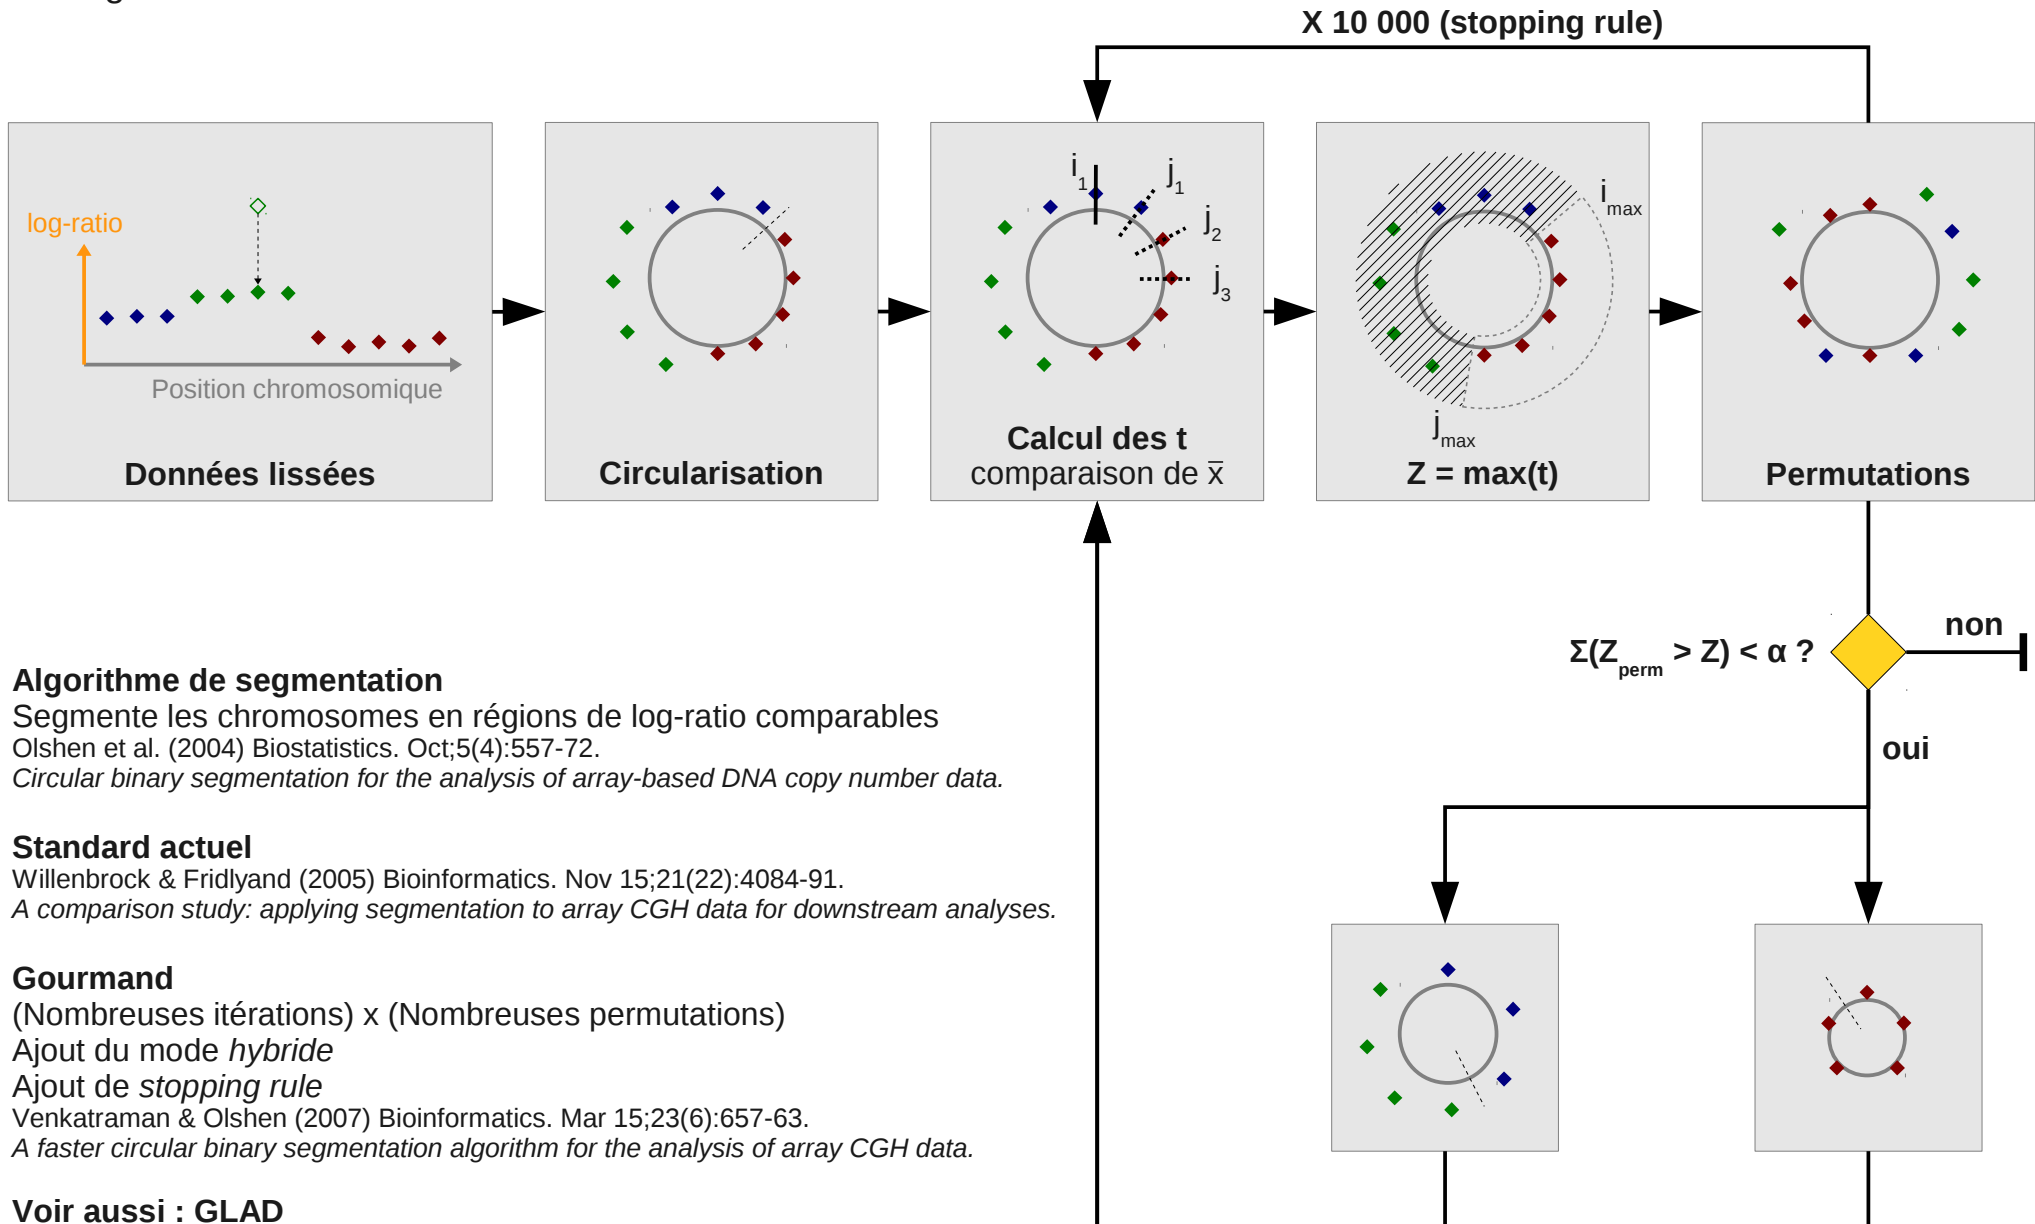 X 10 000 (stopping rule)
log-ratio
Position chromosomique
Données lissées
Circularisation
i1
j1
j2
j3
Calcul des t
comparaison de x̅
imax
jmax
Z = max(t)
Permutations
Σ(Zperm > Z) < α ?
non
oui
Algorithme de segmentation
Segmente les chromosomes en régions de log-ratio comparables
Olshen et al. (2004) Biostatistics. Oct;5(4):557-72.
Circular binary segmentation for the analysis of array-based DNA copy number data.
Standard actuel
Willenbrock & Fridlyand (2005) Bioinformatics. Nov 15;21(22):4084-91.
A comparison study: applying segmentation to array CGH data for downstream analyses.
Gourmand
(Nombreuses itérations) x (Nombreuses permutations)
Ajout du mode hybride
Ajout de stopping rule
Venkatraman & Olshen (2007) Bioinformatics. Mar 15;23(6):657-63.
A faster circular binary segmentation algorithm for the analysis of array CGH data.
Voir aussi : GLAD